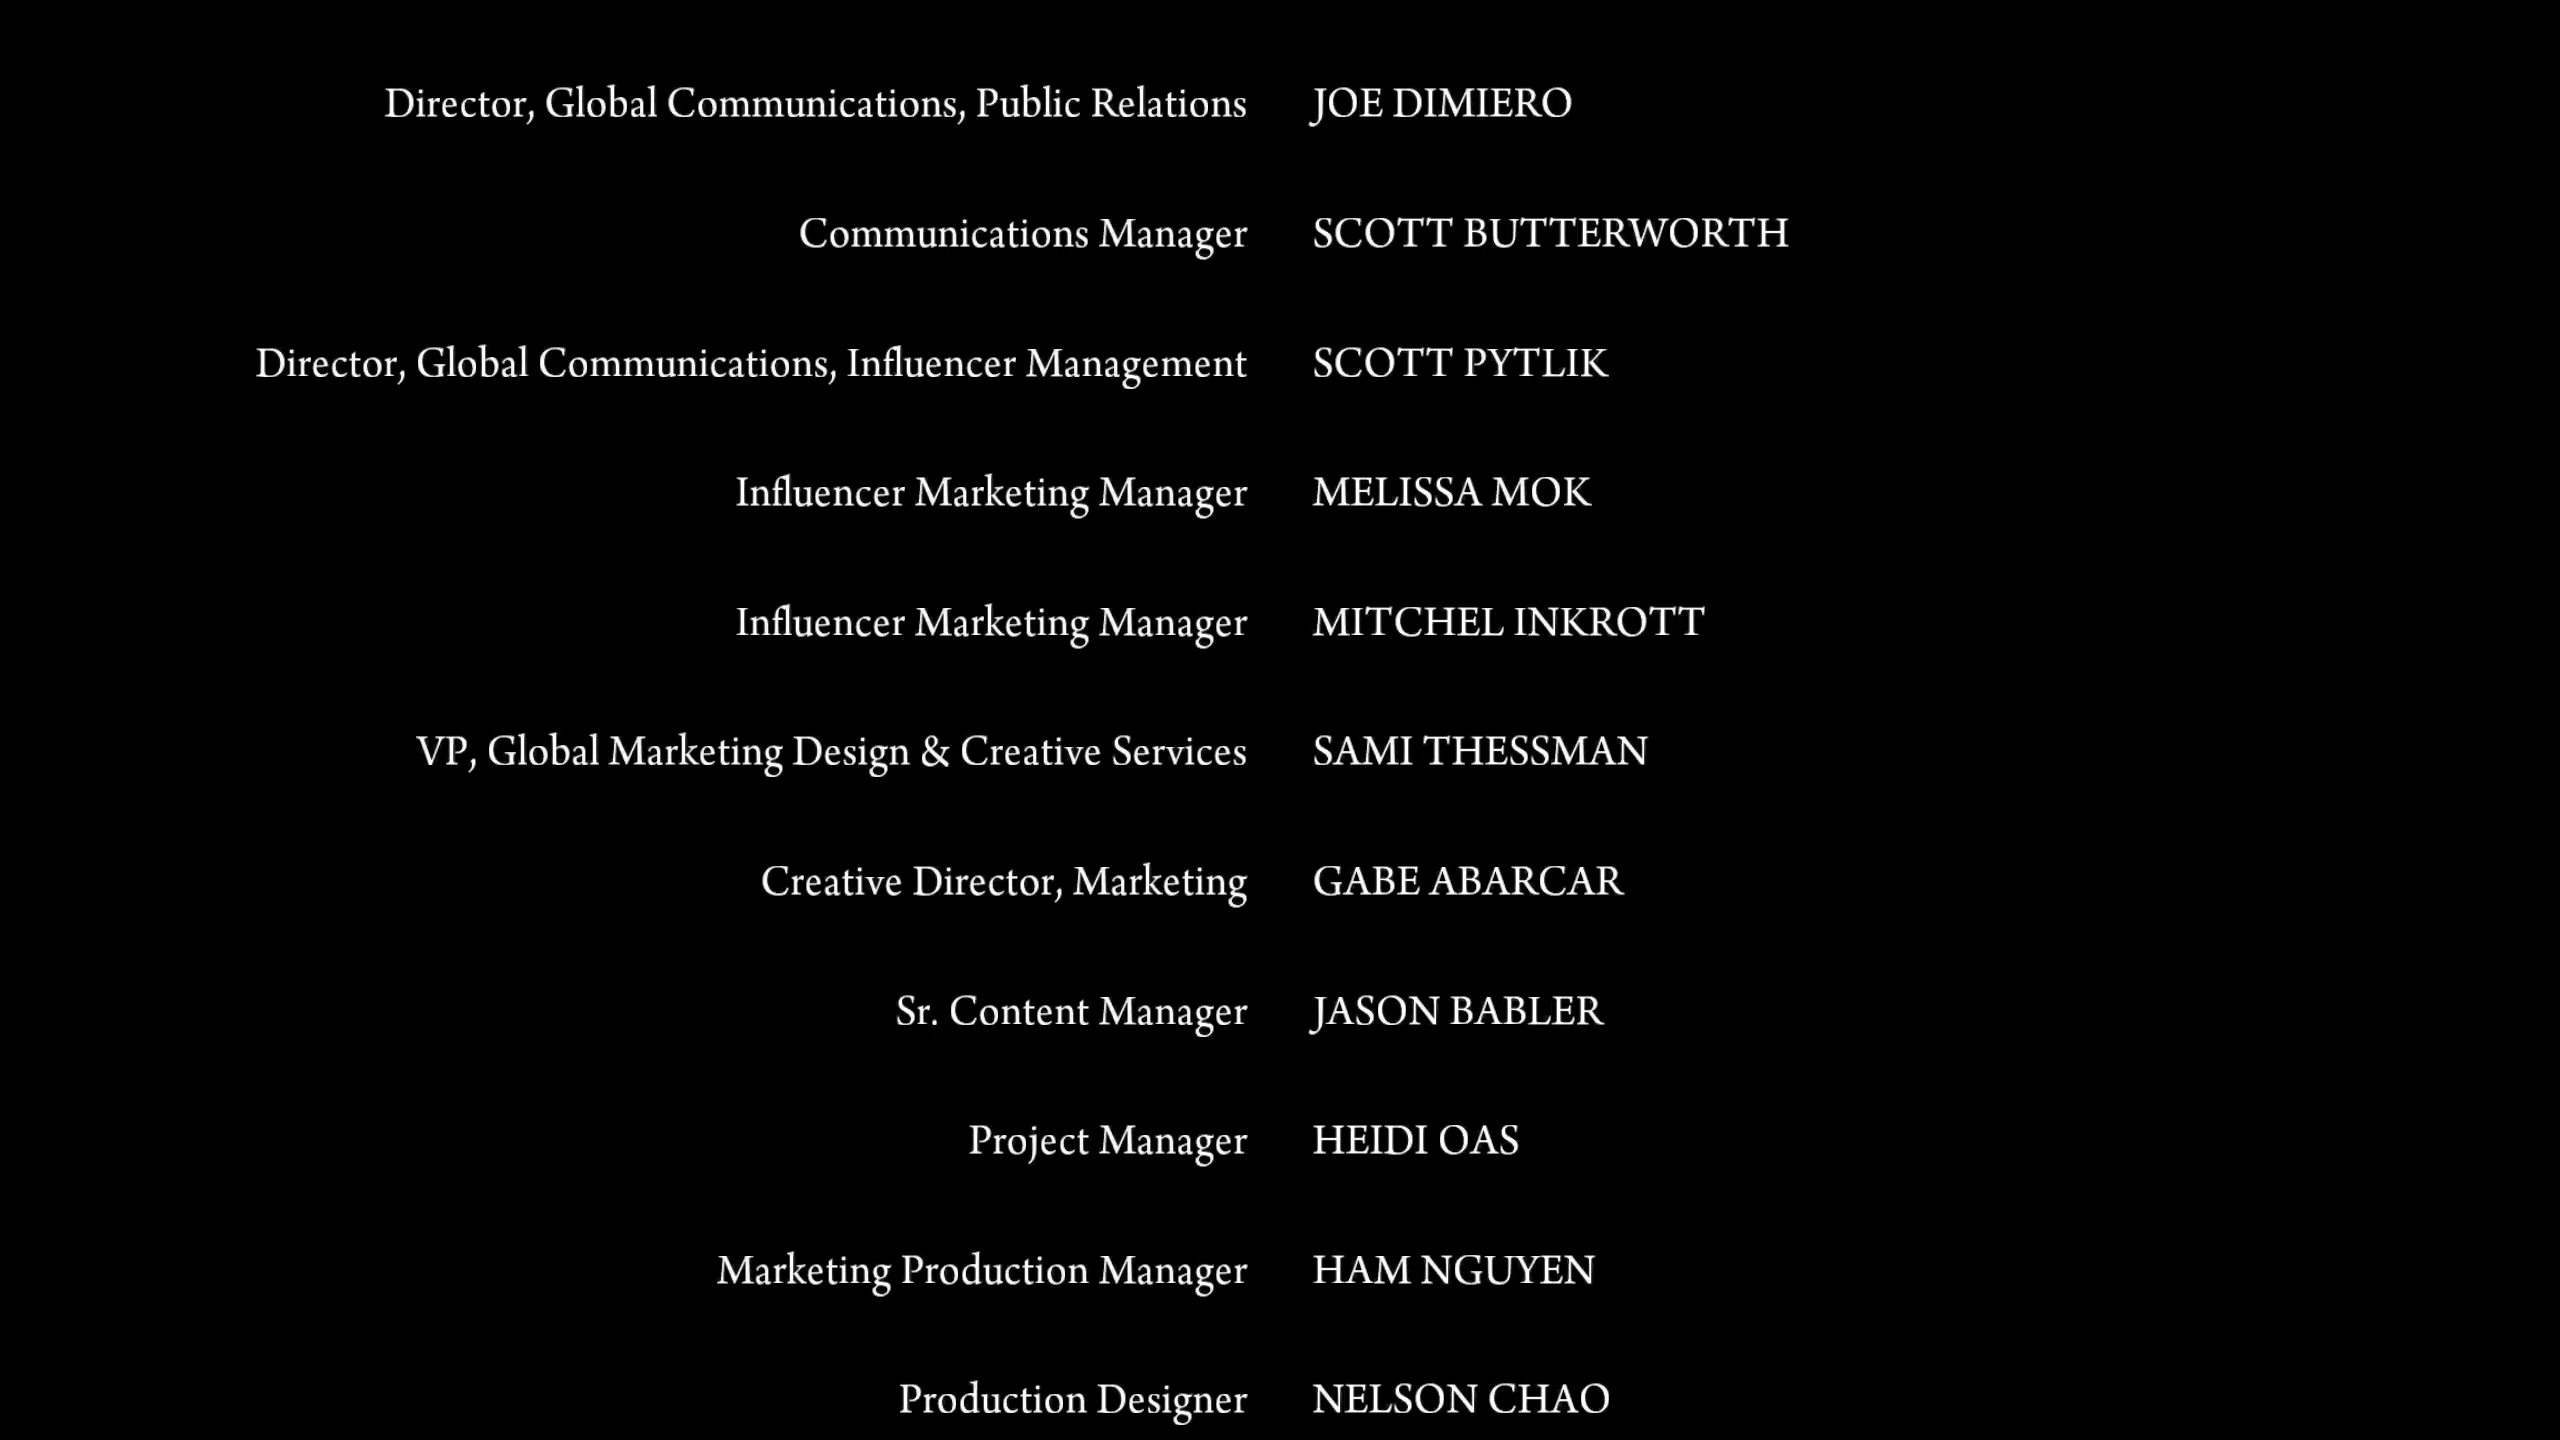 Director, Global Communications, Public Relations JOE DIMIERO
Communications Manager SCOTT BUTTERWORTH
Director, Global Communications, Influencer Management SCOTT PYTLIK
Influencer Marketing Manager MELISSA MOK
Influencer Marketing Manager MITCHEL INKROTT
VP, Global Marketing Design & Creative Services SAMI THESSMAN
Creative Director, Marketing GABE ABARCAR
Sr. Content Manager JASON BABLER
Project Manager HEIDI OAS
Marketing Production Manager HAM NGUYEN
Production Designer NELSON CHAO